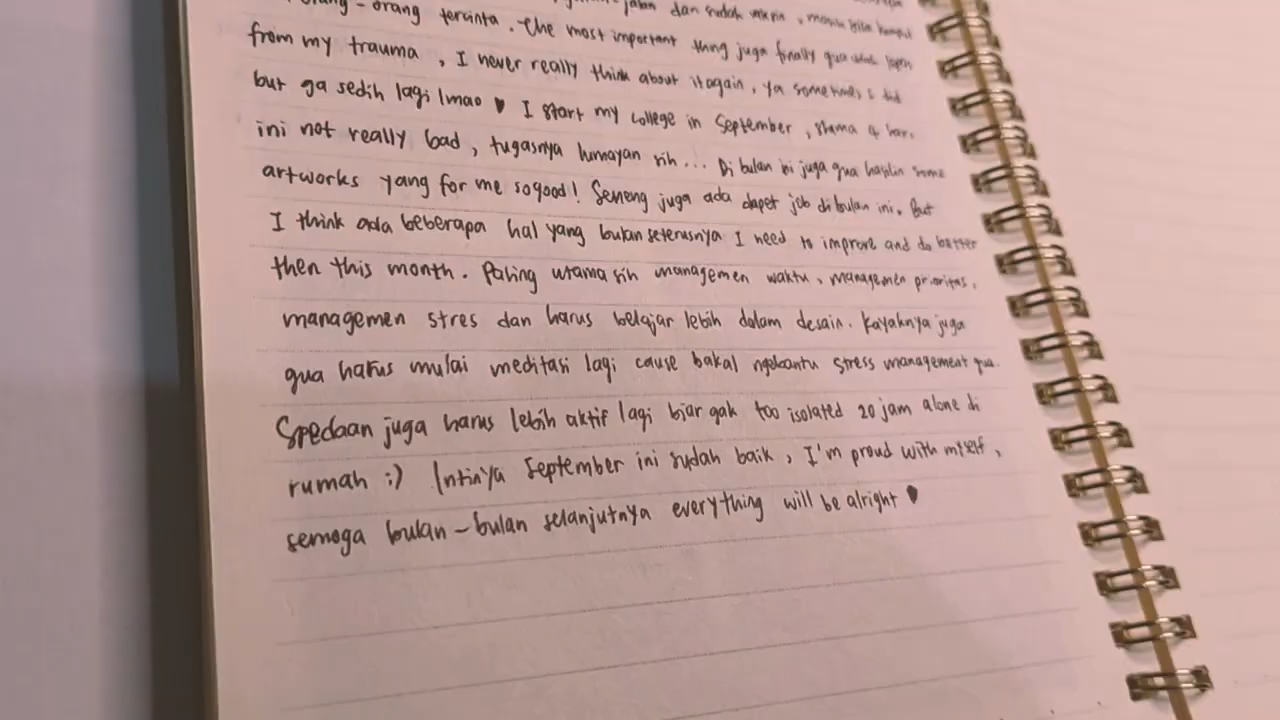 orang-orang tercinta. The most important thing juga finally gua
from my trauma, I never really think about it again, ya sometimes I did
but ga sedih lagi lmao ♥ I start my college in September,
ini not really bad, tugasnya lumayan sih... Di bulan ini juga gua hasilin some
artworks yang for me so good! Seneng juga ada dapet job di bulan ini. But
I think ada beberapa hal yang bulan seterusnya I need to improve and do better
then this month. Paling utama sih managemen waktu, managemen prioritas,
managemen stres dan harus belajar lebih dalam desain. Kayaknya juga
gua harus mulai meditasi lagi cause bakal ngebantu stress management gua.
Spedaan juga harus lebih aktif lagi biar gak too isolated 20 jam alone di
rumah :) Intinya September ini sudah baik, I'm proud with myself,
semoga bulan-bulan selanjutnya everything will be alright ♥